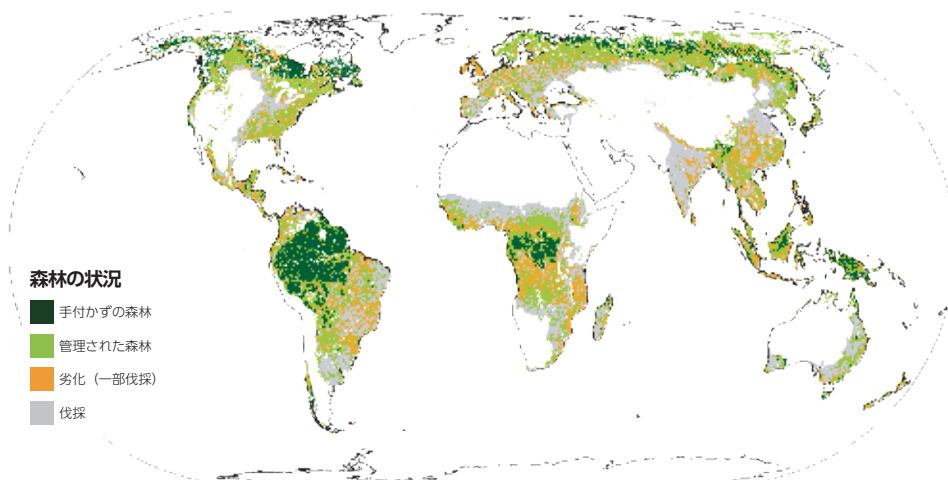 森林の状況
手付かずの森林
管理された森林
劣化（一部伐採）
伐採